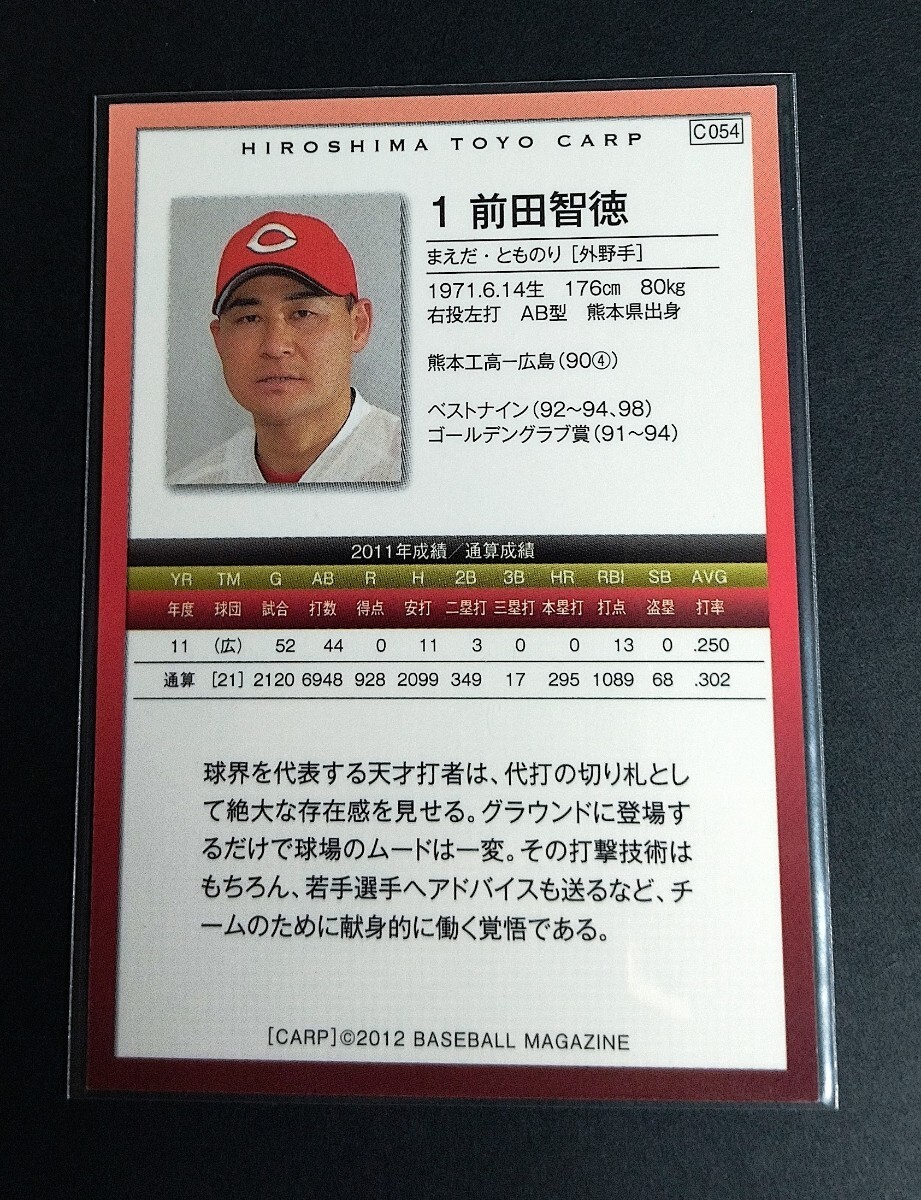 HIROSHIMA TOYO CARP
C054
1 前田智徳
まえだ・とものり [外野手]
1971.6.14生 176㎝ 80㎏
右投左打 AB型 熊本県出身
熊本工高ー広島(90④)
ベストナイン(92〜94、98)
ゴールデングラブ賞(91〜94)
2011年成績/通算成績
YR TM G AB R H 2B 3B HR RBI SB AVG
年度 球団 試合 打数 得点 安打 二塁打 三塁打 本塁打 打点 盗塁 打率
11 (広) 52 44 0 11 3 0 0 13 0 .250
通算 [21] 2120 6948 928 2099 349 17 295 1089 68 .302
球界を代表する天才打者は、代打の切り札とし
て絶大な存在感を見せる。グラウンドに登場す
るだけで球場のムードは一変。その打撃技術は
もちろん、若手選手へアドバイスも送るなど、チ
ームのために献身的に働く覚悟である。
[CARP]©2012 BASEBALL MAGAZINE